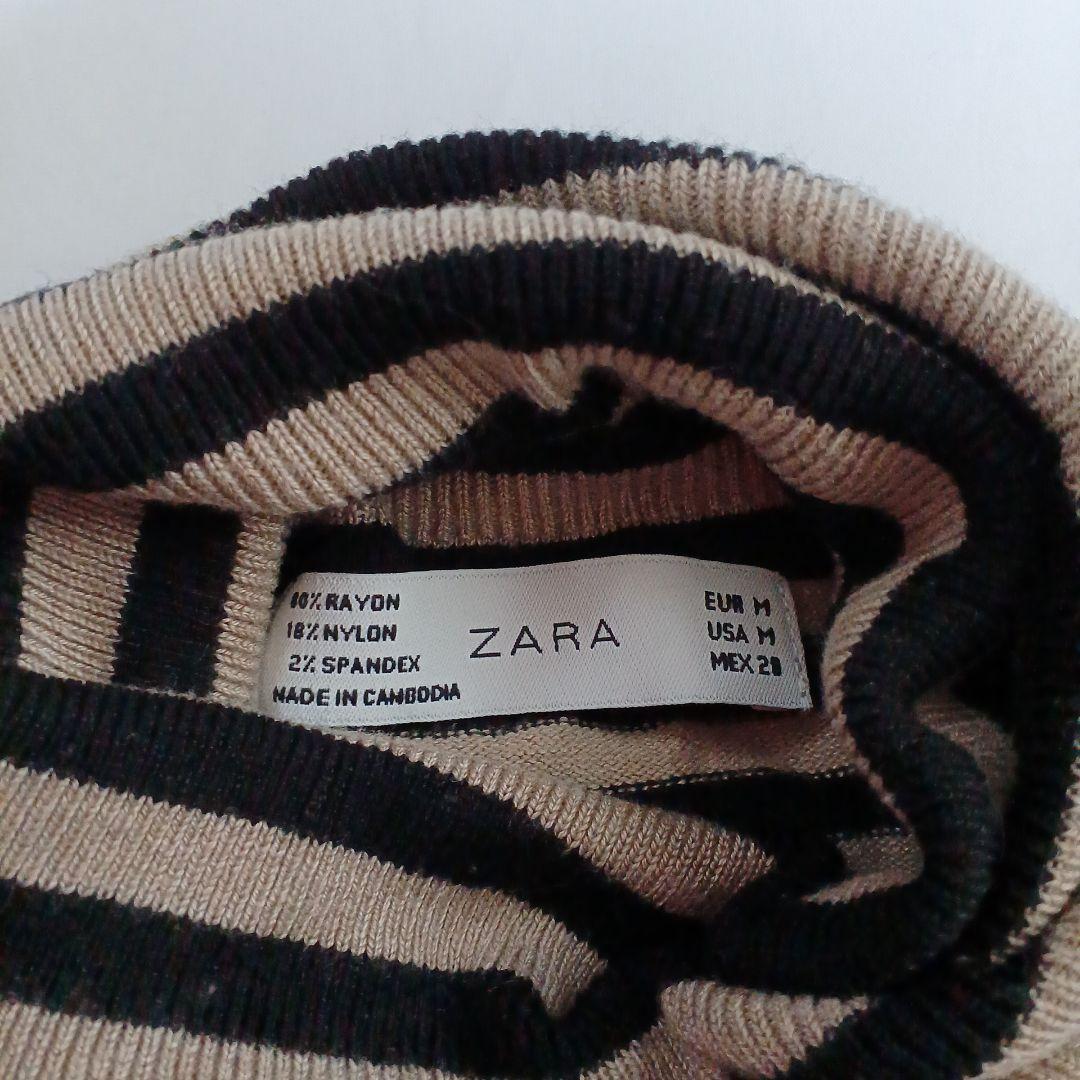 80% RAYON
18% NYLON
2% SPANDEX
MADE IN CAMBODIA
ZARA
EUR M
USA M
MEX 28